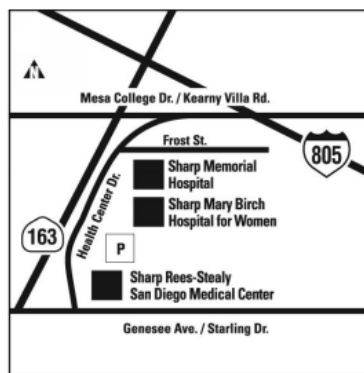 N
Mesa College Dr. / Kearny Villa Rd.
Frost St.
805
Sharp Memorial
Hospital
Health Center Dr.
Sharp Mary Birch
Hospital for Women
163
P
Sharp Rees-Stealy
San Diego Medical Center
Genesee Ave. / Starling Dr.